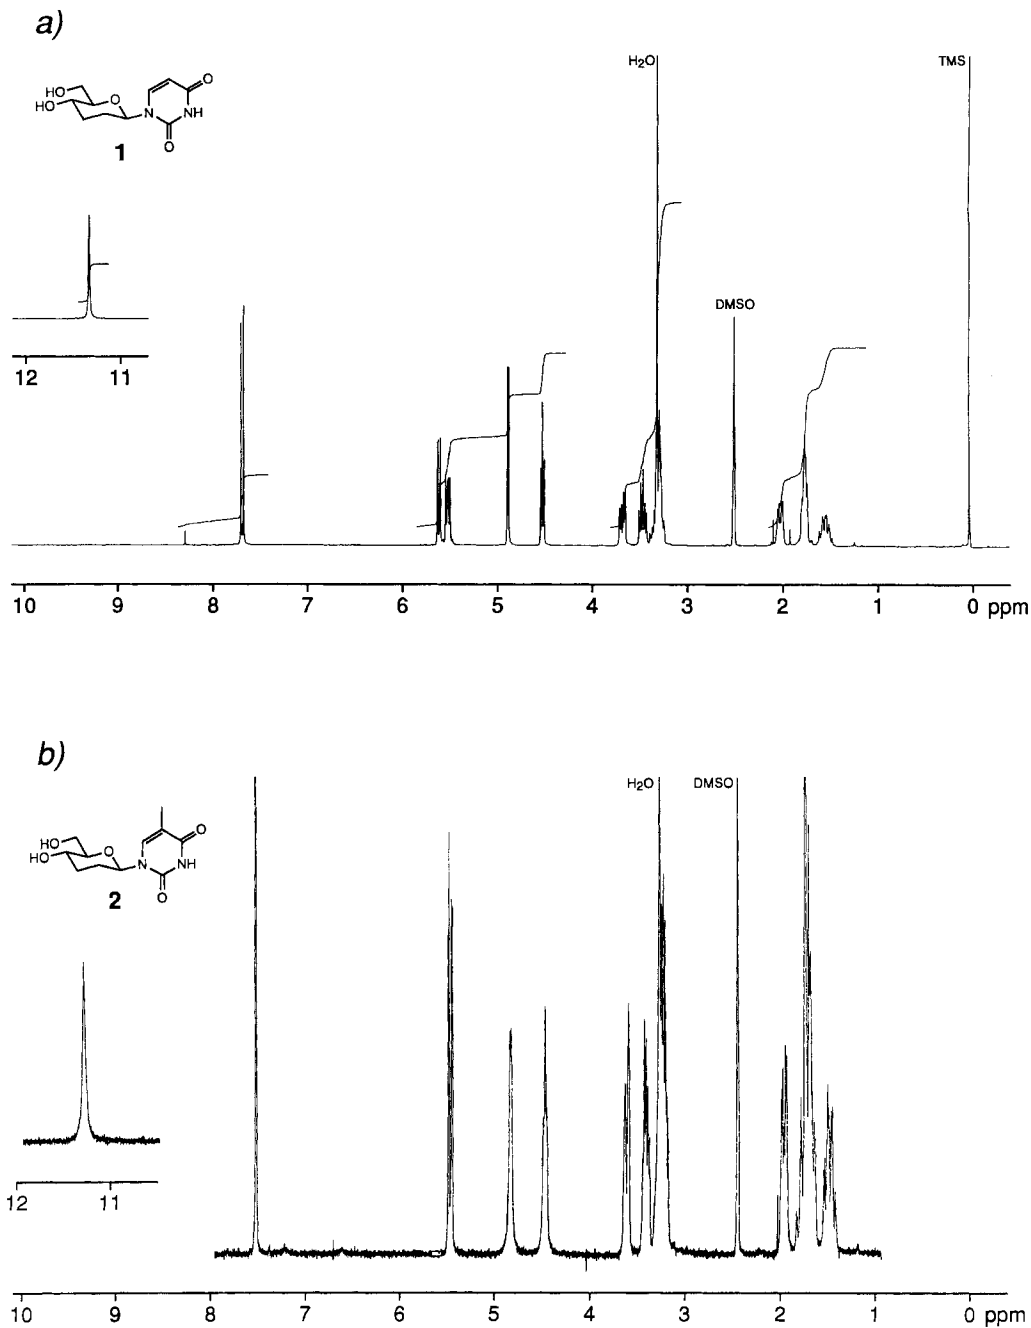 a)
HO
HO
O
N
NH
O
O
1
H₂O
TMS
DMSO
12 11
10 9 8 7 6 5 4 3 2 1 0 ppm
b)
HO
HO
O
N
NH
O
O
2
H₂O
DMSO
12 11
10 9 8 7 6 5 4 3 2 1 0 ppm